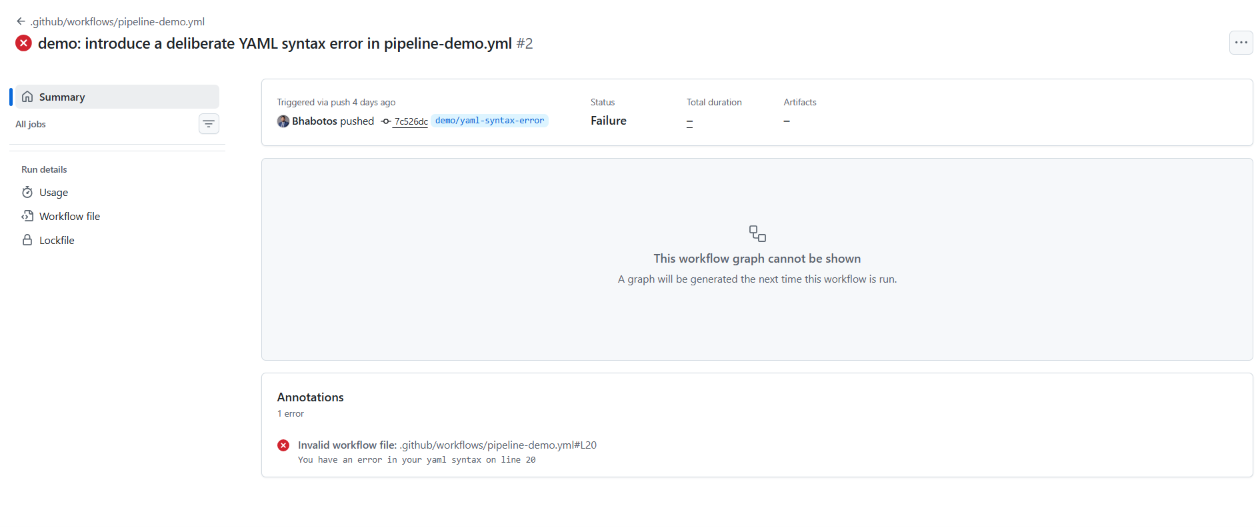 .github/workflows/pipeline-demo.yml
demo: introduce a deliberate YAML syntax error in pipeline-demo.yml #2
Summary
All jobs
Run details
Usage
Workflow file
Lockfile
Triggered via push 4 days ago
Bhabotos pushed 7c526dc demo/yaml-syntax-error
Status
Failure
Total duration
–
Artifacts
–
This workflow graph cannot be shown
A graph will be generated the next time this workflow is run.
Annotations
1 error
Invalid workflow file: .github/workflows/pipeline-demo.yml#L20
You have an error in your yaml syntax on line 20